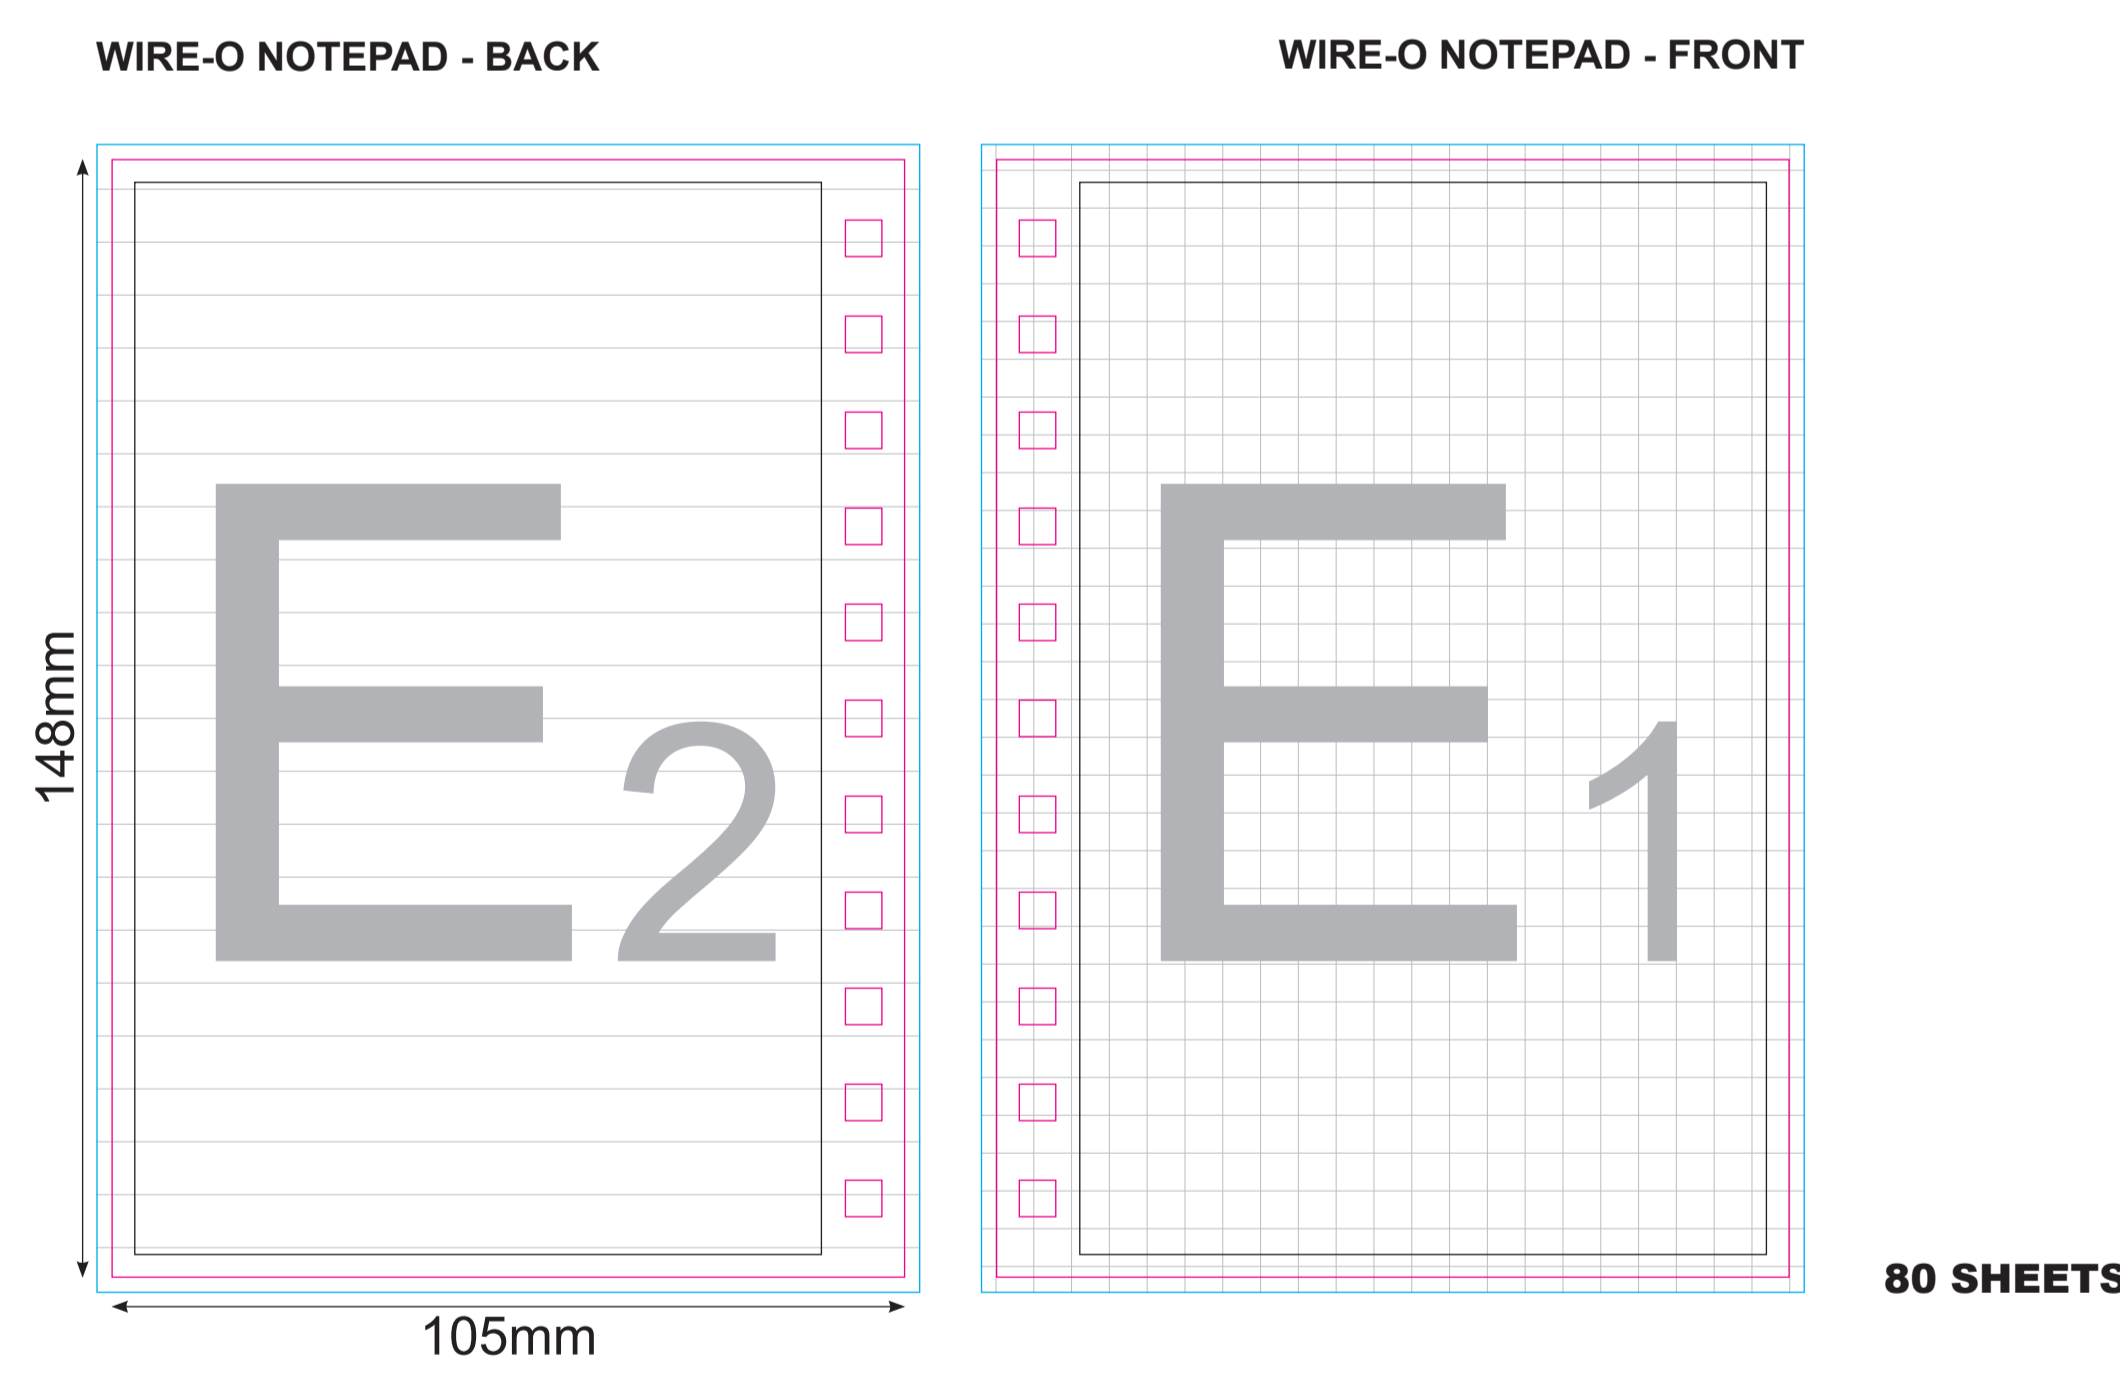 WIRE-O NOTEPAD - BACK
WIRE-O NOTEPAD - FRONT
148mm
E2
E1
105mm
80 SHEETS